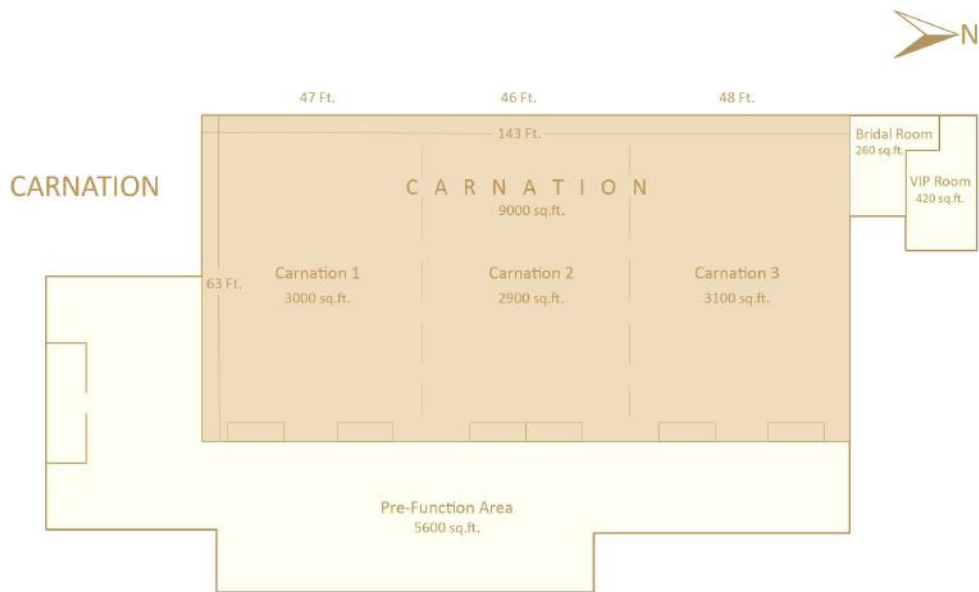 N
47 Ft.
46 Ft.
48 Ft.
143 Ft.
Bridal Room
260 sq.ft.
CARNATION
C A R N A T I O N
9000 sq.ft.
VIP Room
420 sq.ft.
63 Ft.
Carnation 1
3000 sq.ft.
Carnation 2
2900 sq.ft.
Carnation 3
3100 sq.ft.
Pre-Function Area
5600 sq.ft.